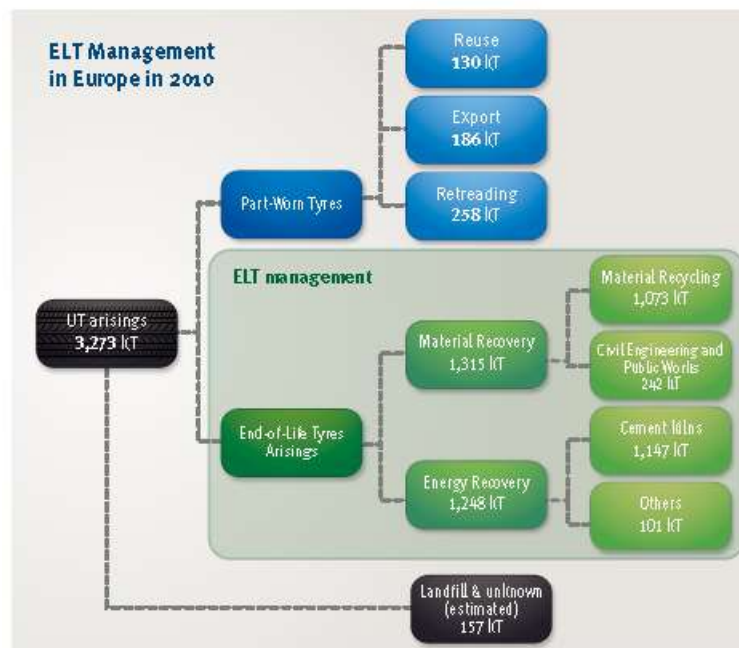 ELT Management
in Europe in 2010
Reuse
130 kT
Export
186 kT
Retreading
258 kT
Part-Worn Tyres
ELT management
UT arisings
3,273 kT
Material Recovery
1,315 kT
Material Recycling
1,073 kT
Civil Engineering and
Public Works
242 kT
End-of-Life Tyres
Arisings
Energy Recovery
1,248 kT
Cement kilns
1,147 kT
Others
101 kT
Landfill & unknown
(estimated)
157 kT